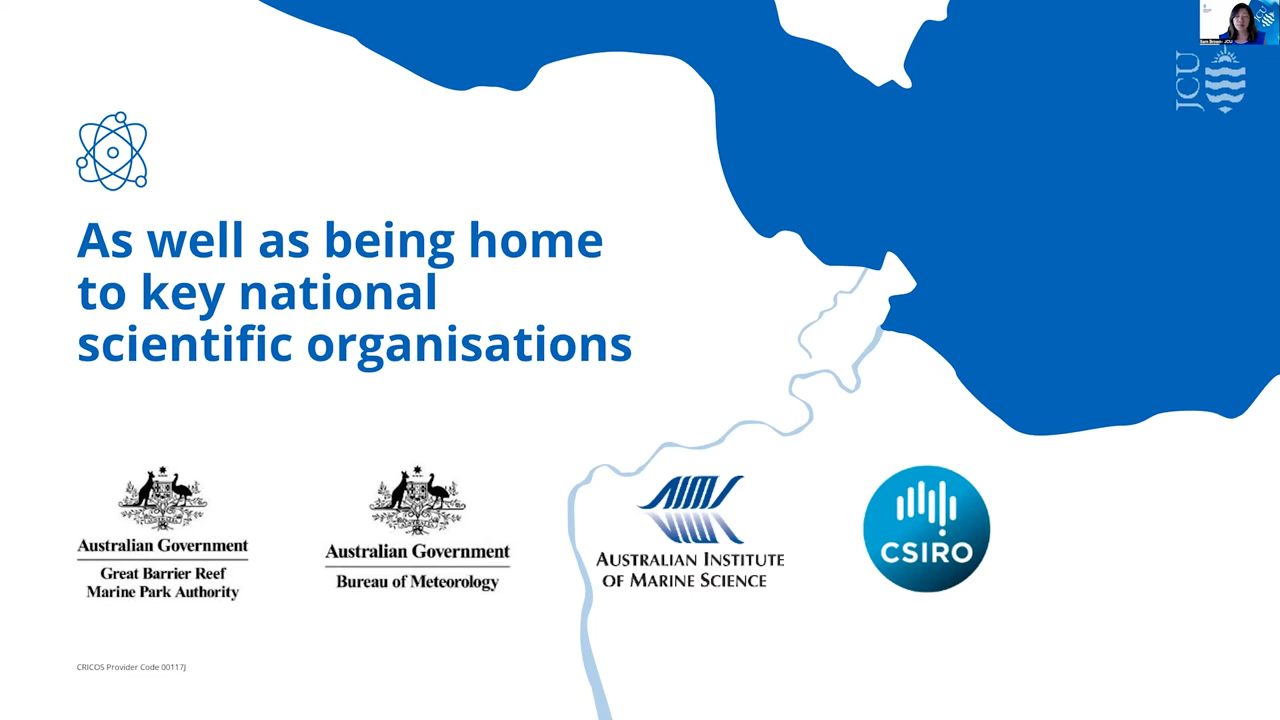 JCU
As well as being home
to key national
scientific organisations
Australian Government
Great Barrier Reef
Marine Park Authority
Australian Government
Bureau of Meteorology
AIMS
AUSTRALIAN INSTITUTE
OF MARINE SCIENCE
CSIRO
CRICOS Provider Code 00117J